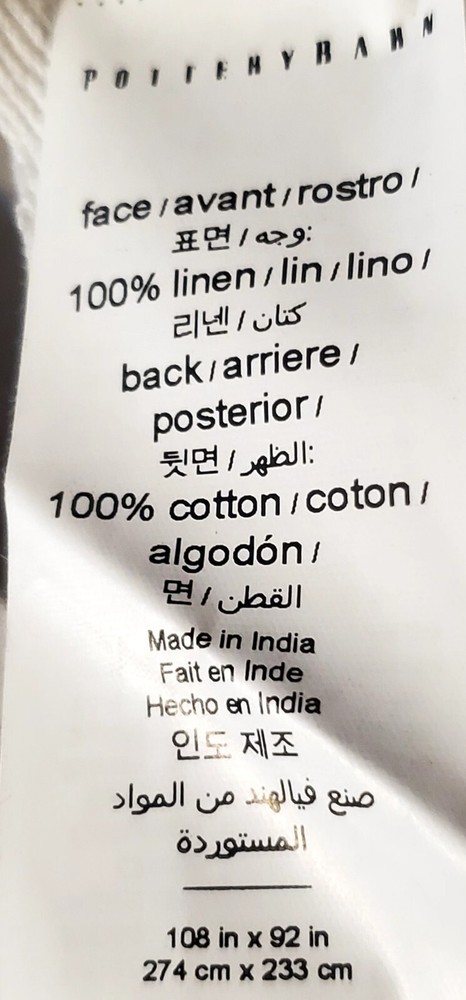 POTTERYBARN
face / avant / rostro /
표면 / وجه:
100% linen / lin / lino /
리넨 / كتان
back / arriere /
posterior /
뒷면 / الظهر:
100% cotton / coton /
algodón /
면 / القطن
Made in India
Fait en Inde
Hecho en India
인도 제조
صنع فيالهند من المواد
المستوردة
108 in x 92 in
274 cm x 233 cm